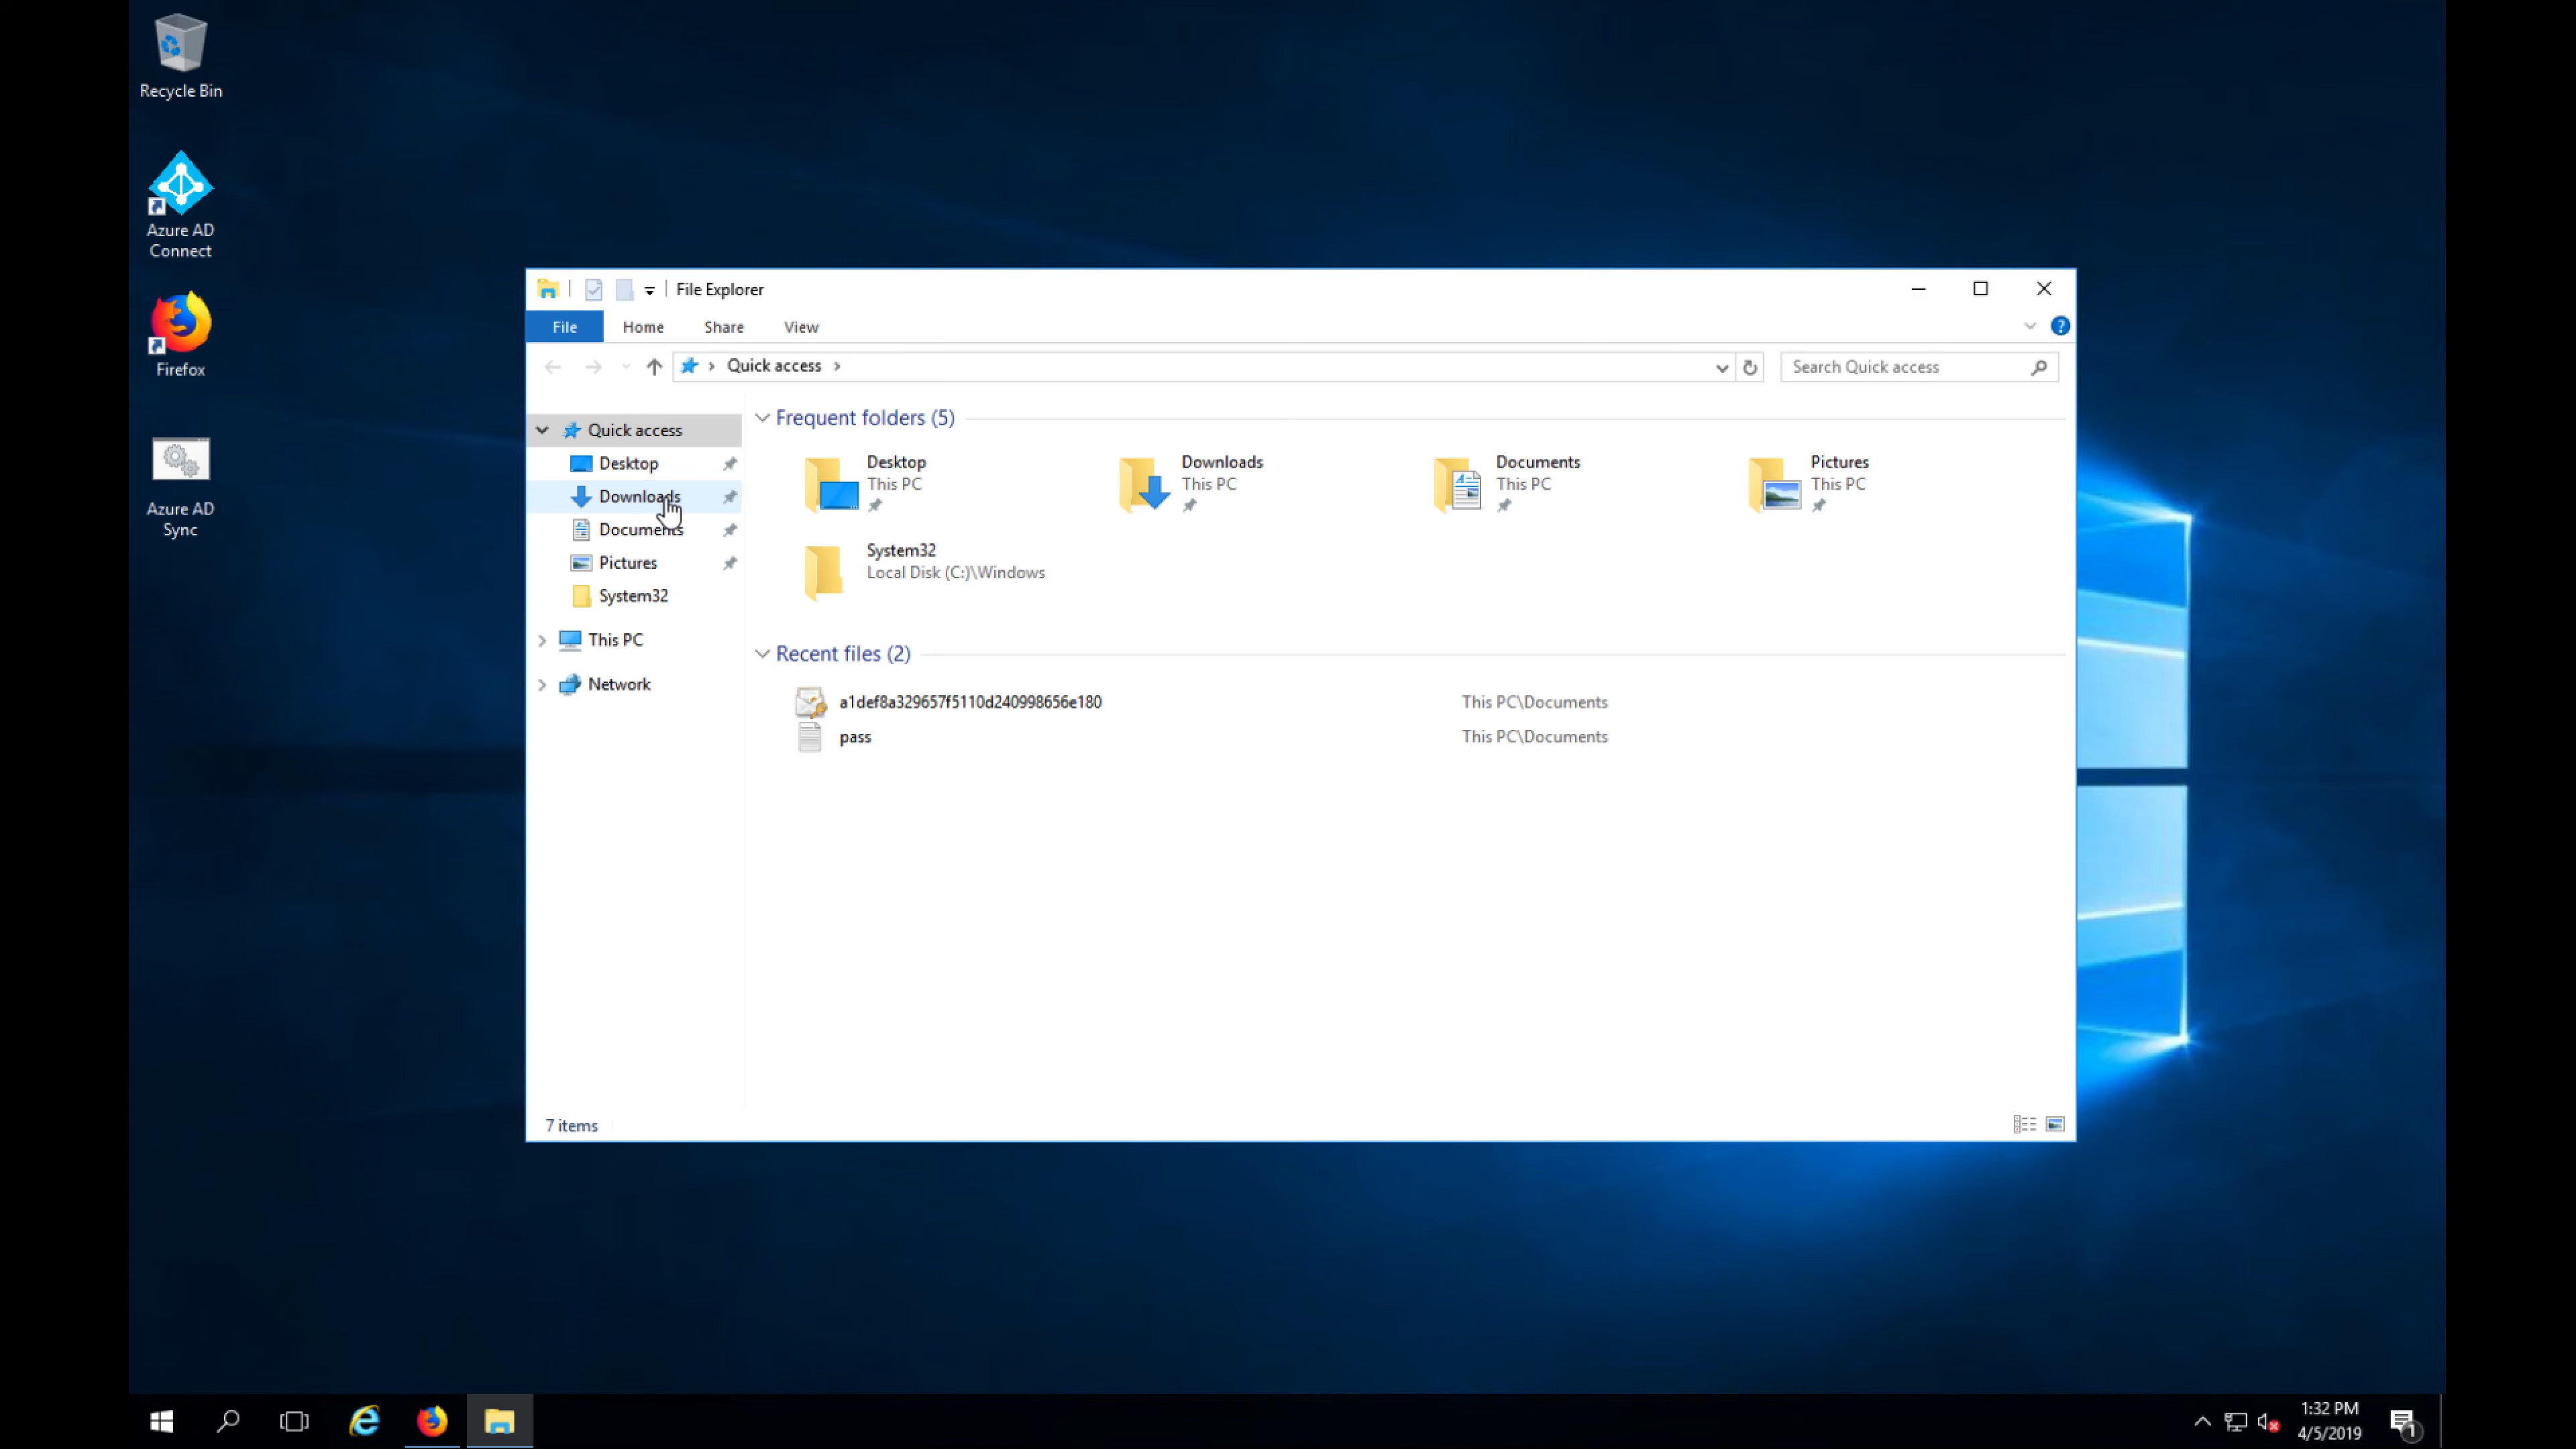 Recycle Bin
Azure AD
Connect
Firefox
Azure AD
Sync
File Explorer
File
Home
Share
View
Quick access
Search Quick access
Quick access
Desktop
Downloads
Documents
Pictures
System32
This PC
Network
Frequent folders (5)
Desktop
This PC
Downloads
This PC
Documents
This PC
Pictures
This PC
System32
Local Disk (C:)\Windows
Recent files (2)
a1def8a329657f5110d240998656e180
This PC\Documents
pass
This PC\Documents
7 items
1:32 PM
4/5/2019
1